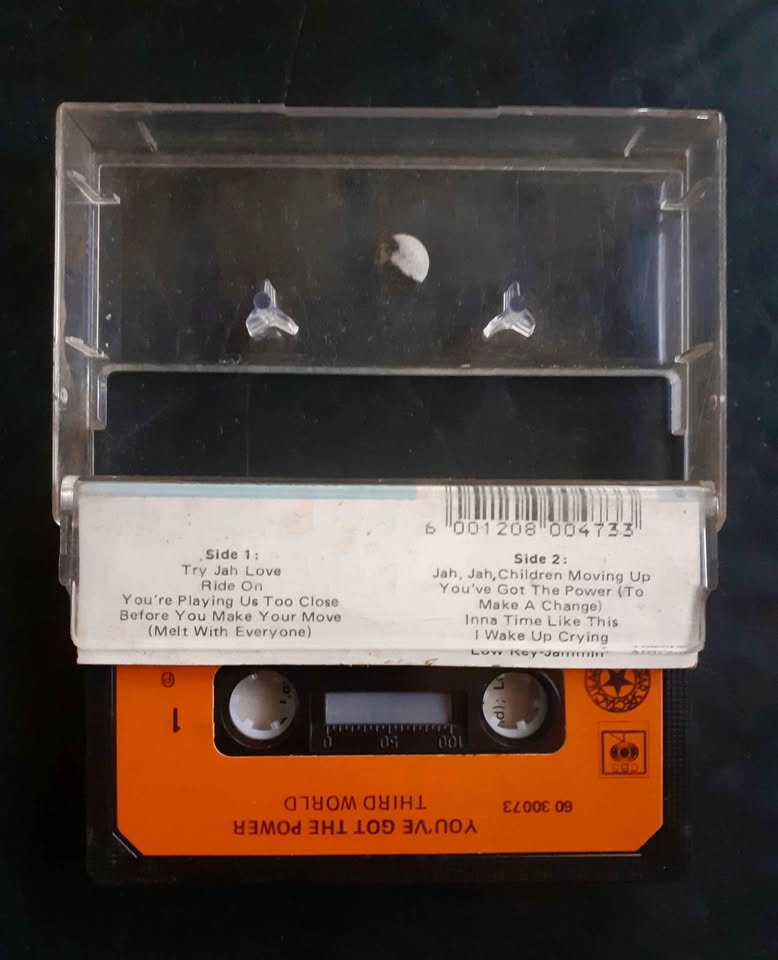 6 001208 004733
Side 1:
Try Jah Love
Ride On
You're Playing Us Too Close
Before You Make Your Move
(Melt With Everyone)
Side 2:
Jah, Jah, Children Moving Up
You've Got The Power (To
Make A Change)
Inna Time Like This
I Wake Up Crying
Low Key-Jammin'
YOU'VE GOT THE POWER
THIRD WORLD
60 30073
CBS
0 50 100
1
℗